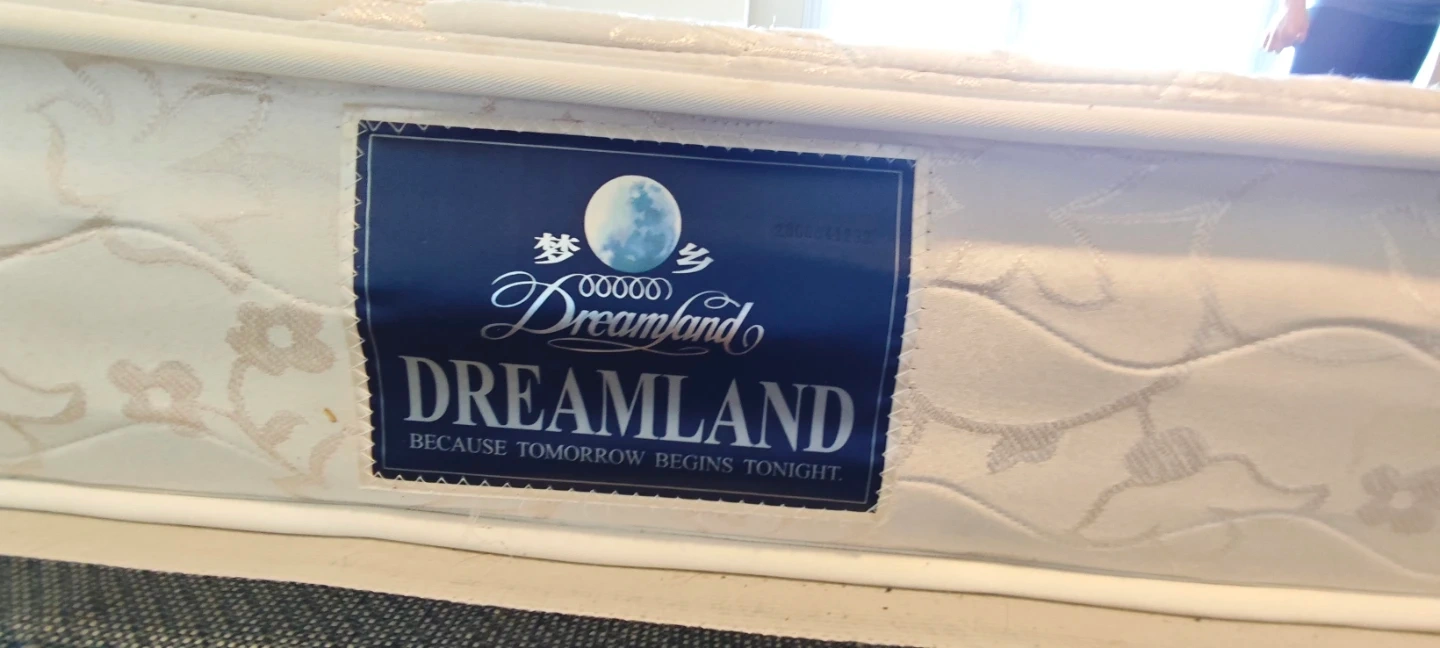 梦 乡
Dreamland
DREAMLAND
BECAUSE TOMORROW BEGINS TONIGHT.